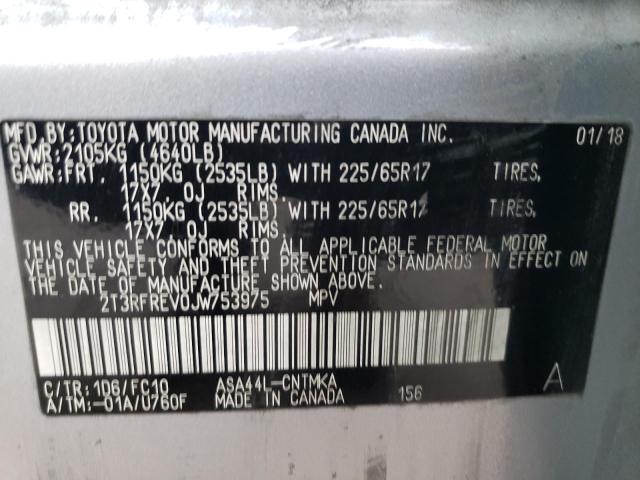 MFD.BY:TOYOTA MOTOR MANUFACTURING CANADA INC. 01/18
GVWR:2105KG (4640LB)
GAWR:FRT. 1150KG (2535LB) WITH 225/65R17 TIRES,
17X7.0J RIMS.
RR. 1150KG (2535LB) WITH 225/65R17 TIRES,
17X7.0J RIMS.
THIS VEHICLE CONFORMS TO ALL APPLICABLE FEDERAL MOTOR
VEHICLE SAFETY AND THEFT PREVENTION STANDARDS IN EFFECT ON
THE DATE OF MANUFACTURE SHOWN ABOVE.
2T3RFREV0JW753975 MPV
C/TR:1D6/FC10 ASA44L-CNTMKA
A/TM:-01A/U760F MADE IN CANADA 156 A